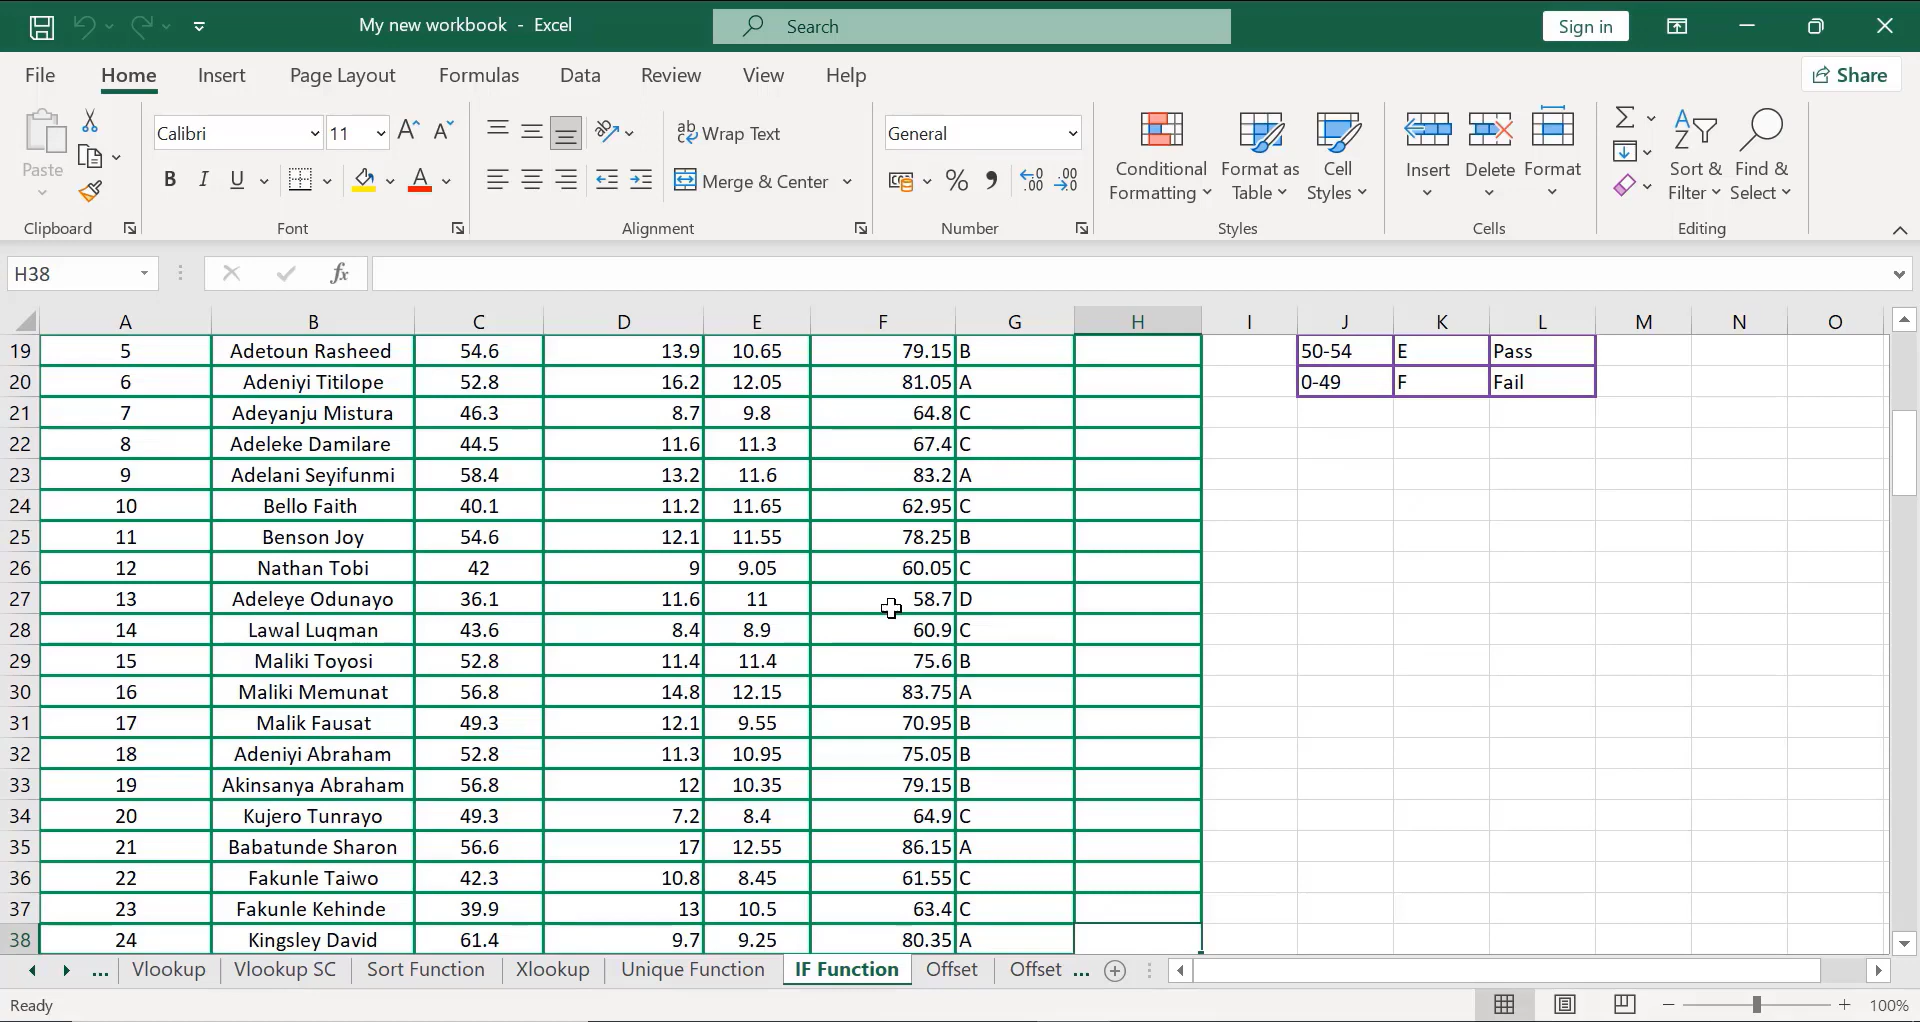 My new workbook - Excel
Search
Sign in
File Home Insert Page Layout Formulas Data Review View Help
Share
Paste
Calibri 11
Wrap Text
General
Merge & Center
Conditional Formatting
Format as Table
Cell Styles
Insert
Delete
Format
Sort & Filter
Find & Select
Clipboard Font Alignment Number Styles Cells Editing
H38 fx
A B C D E F G H I J K L M N O
19 5 Adetoun Rasheed 54.6 13.9 10.65 79.15 B 50-54 E Pass
20 6 Adeniyi Titilope 52.8 16.2 12.05 81.05 A 0-49 F Fail
21 7 Adeyanju Mistura 46.3 8.7 9.8 64.8 C
22 8 Adeleke Damilare 44.5 11.6 11.3 67.4 C
23 9 Adelani Seyifunmi 58.4 13.2 11.6 83.2 A
24 10 Bello Faith 40.1 11.2 11.65 62.95 C
25 11 Benson Joy 54.6 12.1 11.55 78.25 B
26 12 Nathan Tobi 42 9 9.05 60.05 C
27 13 Adeleye Odunayo 36.1 11.6 11 58.7 D
28 14 Lawal Luqman 43.6 8.4 8.9 60.9 C
29 15 Maliki Toyosi 52.8 11.4 11.4 75.6 B
30 16 Maliki Memunat 56.8 14.8 12.15 83.75 A
31 17 Malik Fausat 49.3 12.1 9.55 70.95 B
32 18 Adeniyi Abraham 52.8 11.3 10.95 75.05 B
33 19 Akinsanya Abraham 56.8 12 10.35 79.15 B
34 20 Kujero Tunrayo 49.3 7.2 8.4 64.9 C
35 21 Babatunde Sharon 56.6 17 12.55 86.15 A
36 22 Fakunle Taiwo 42.3 10.8 8.45 61.55 C
37 23 Fakunle Kehinde 39.9 13 10.5 63.4 C
38 24 Kingsley David 61.4 9.7 9.25 80.35 A
... Vlookup Vlookup SC Sort Function Xlookup Unique Function IF Function Offset Offset ...
Ready 100%